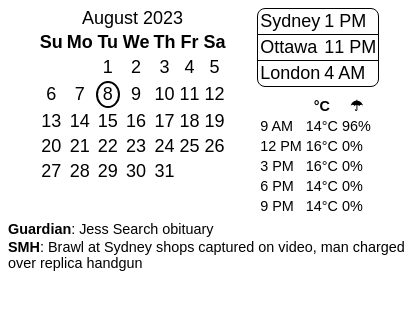 August 2023
Su Mo Tu We Th Fr Sa
1 2 3 4 5
6 7 8 9 10 11 12
13 14 15 16 17 18 19
20 21 22 23 24 25 26
27 28 29 30 31
Sydney 1 PM
Ottawa 11 PM
London 4 AM
°C ☂
9 AM 14°C 96%
12 PM 16°C 0%
3 PM 16°C 0%
6 PM 14°C 0%
9 PM 14°C 0%
Guardian: Jess Search obituary
SMH: Brawl at Sydney shops captured on video, man charged
over replica handgun